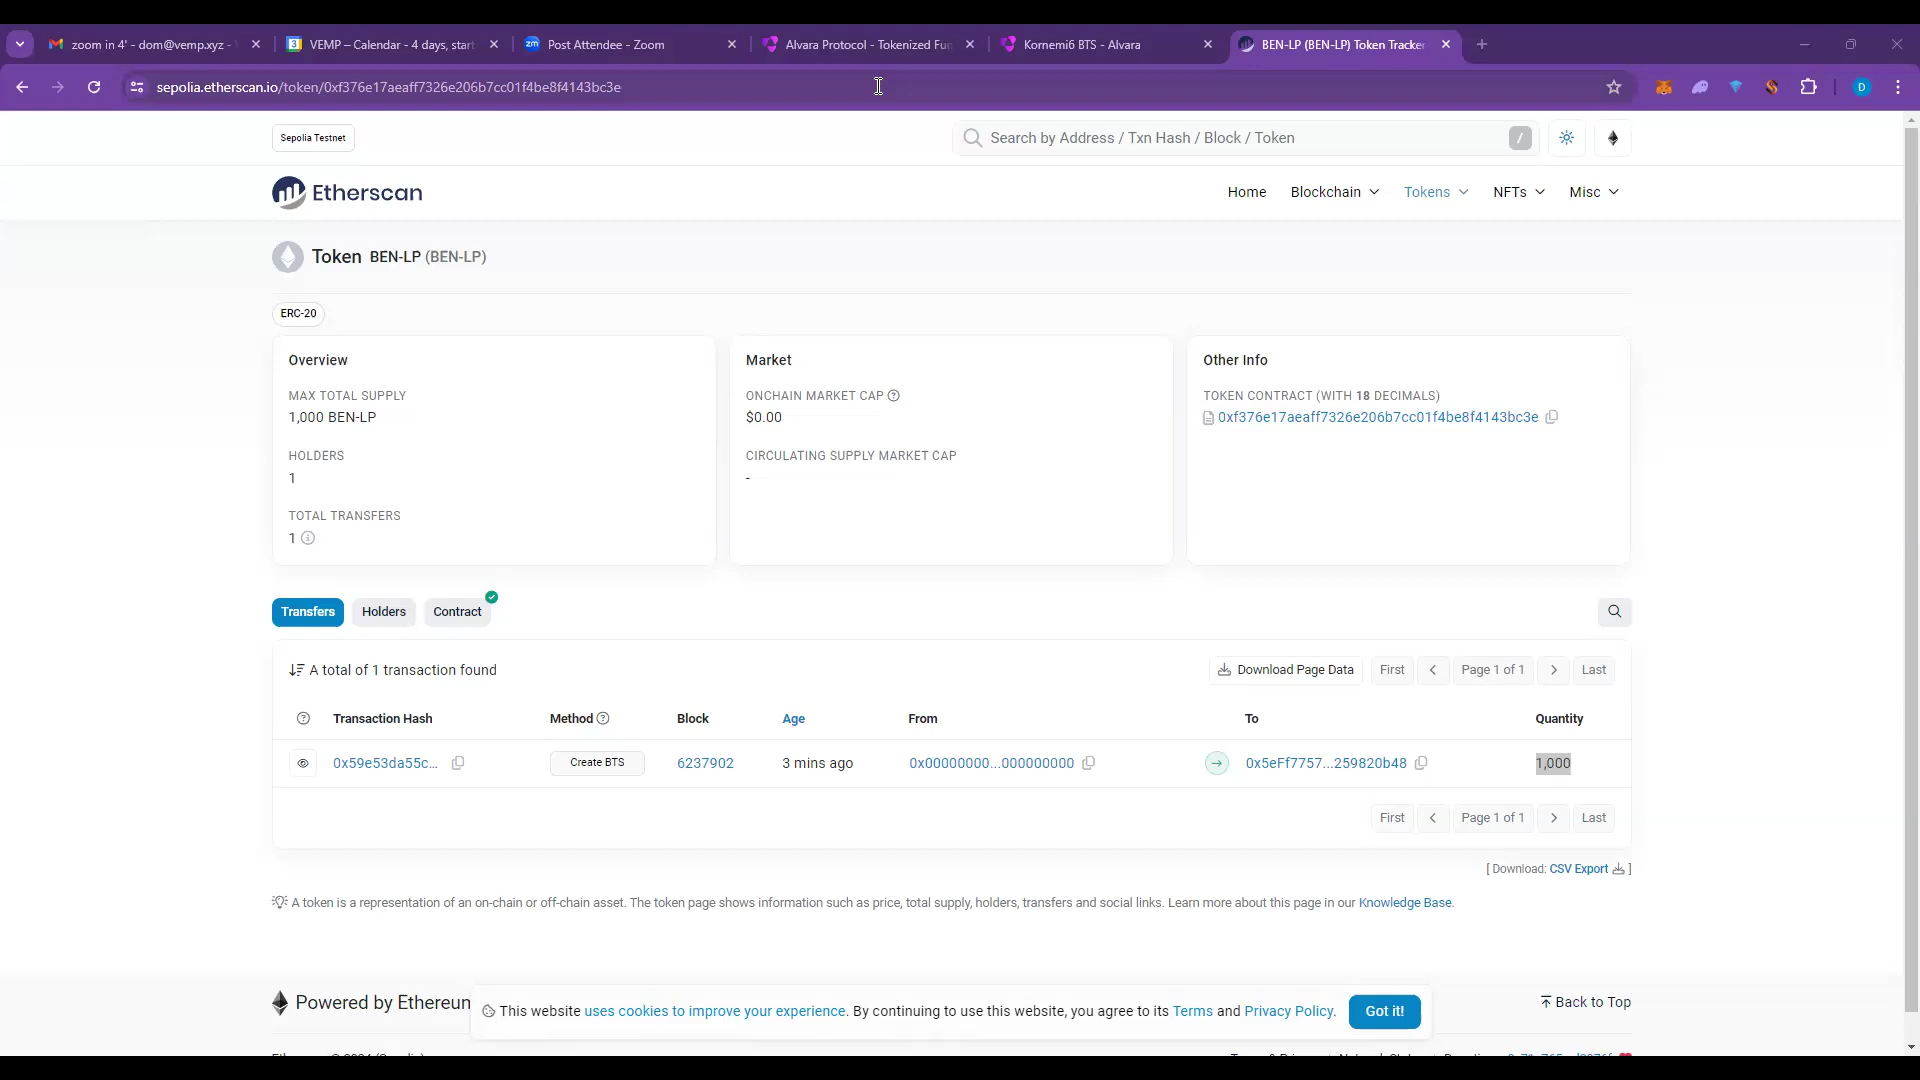 zoom in 4' - dom@vemp.xyz -
VEMP – Calendar - 4 days, start
Post Attendee - Zoom
Alvara Protocol - Tokenized Fun
Kornemi6 BTS - Alvara
BEN-LP (BEN-LP) Token Tracker
sepolia.etherscan.io/token/0xf376e17aeaff7326e206b7cc01f4be8f4143bc3e
D
Sepolia Testnet
Search by Address / Txn Hash / Block / Token
/
Etherscan
Home
Blockchain
Tokens
NFTs
Misc
Token BEN-LP (BEN-LP)
ERC-20
Overview
MAX TOTAL SUPPLY
1,000 BEN-LP
HOLDERS
1
TOTAL TRANSFERS
1
Market
ONCHAIN MARKET CAP
$0.00
CIRCULATING SUPPLY MARKET CAP
-
Other Info
TOKEN CONTRACT (WITH 18 DECIMALS)
0xf376e17aeaff7326e206b7cc01f4be8f4143bc3e
Transfers
Holders
Contract
A total of 1 transaction found
Download Page Data
First
Page 1 of 1
Last
Transaction Hash
Method
Block
Age
From
To
Quantity
0x59e53da55c...
Create BTS
6237902
3 mins ago
0x00000000...000000000
0x5eFf7757...259820b48
1,000
First
Page 1 of 1
Last
[ Download: CSV Export ]
A token is a representation of an on-chain or off-chain asset. The token page shows information such as price, total supply, holders, transfers and social links. Learn more about this page in our Knowledge Base.
Powered by Ethereum
This website uses cookies to improve your experience. By continuing to use this website, you agree to its Terms and Privacy Policy.
Got it!
Back to Top